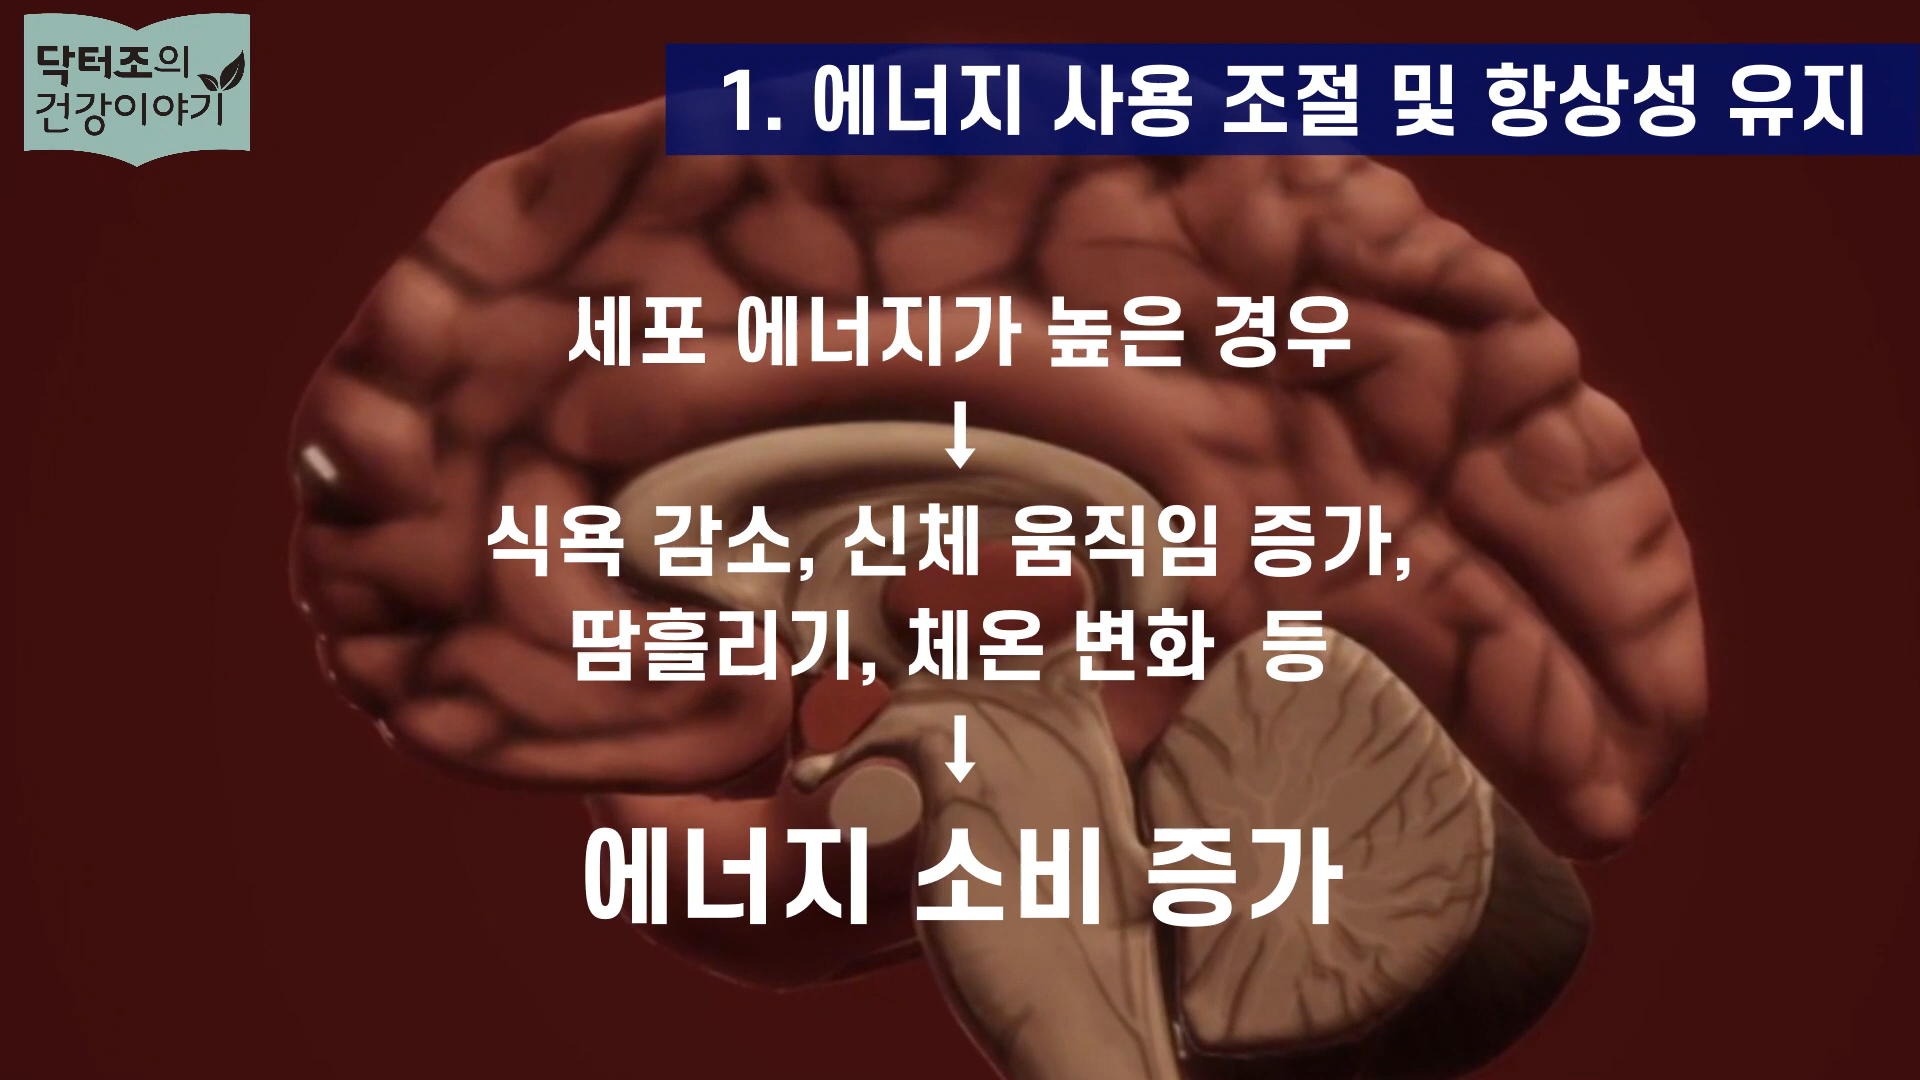 닥터조의
건강이야기
1. 에너지 사용 조절 및 항상성 유지
세포 에너지가 높은 경우
↓
식욕 감소, 신체 움직임 증가,
땀흘리기, 체온 변화 등
↓
에너지 소비 증가